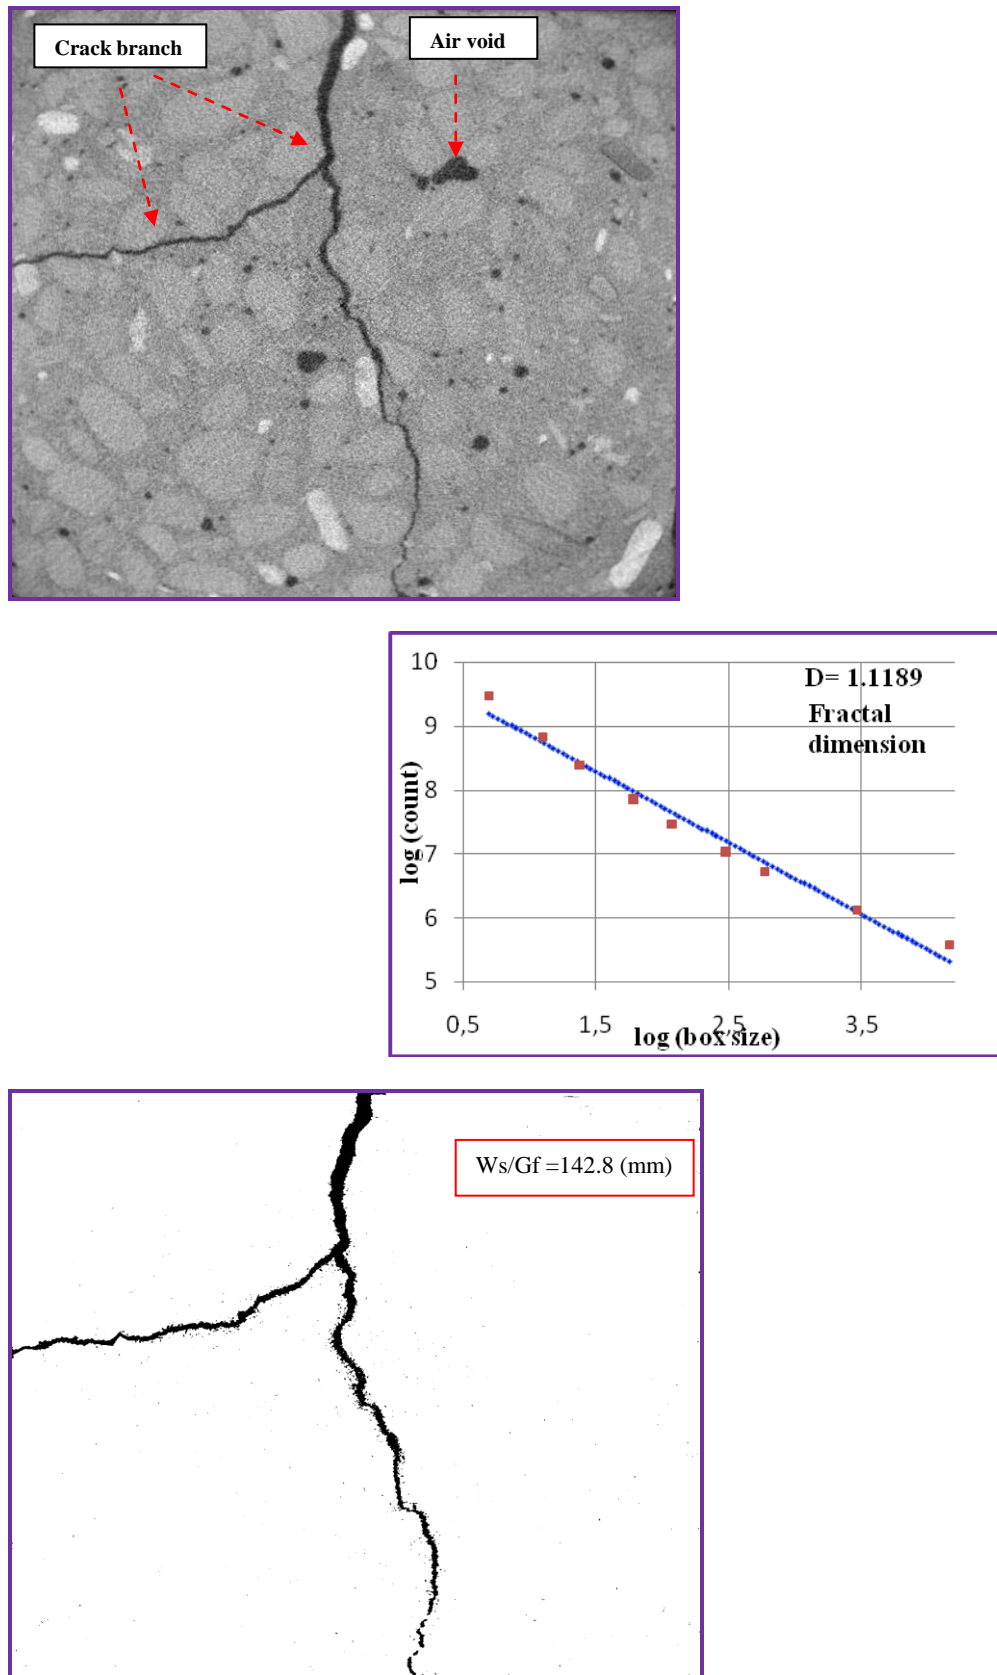 Crack branch
Air void
10
9
8
7
6
5
log (count)
D= 1.1189
Fractal
dimension
0,5
1,5
2,5
3,5
log (box size)
Ws/Gf =142.8 (mm)